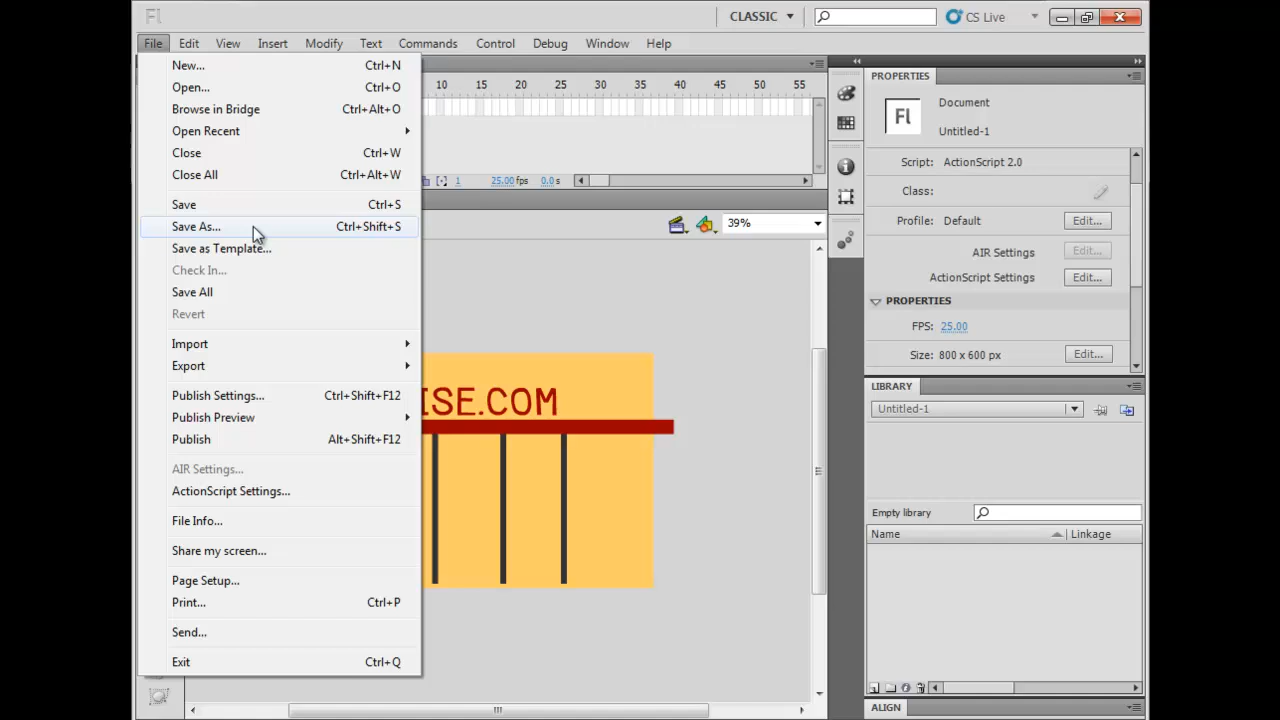 Fl
CLASSIC
CS Live
File Edit View Insert Modify Text Commands Control Debug Window Help
New... Ctrl+N
Open... Ctrl+O
Browse in Bridge Ctrl+Alt+O
Open Recent
Close Ctrl+W
Close All Ctrl+Alt+W
Save Ctrl+S
Save As... Ctrl+Shift+S
Save as Template...
Check In...
Save All
Revert
Import
Export
Publish Settings... Ctrl+Shift+F12
Publish Preview
Publish Alt+Shift+F12
AIR Settings...
ActionScript Settings...
File Info...
Share my screen...
Page Setup...
Print... Ctrl+P
Send...
Exit Ctrl+Q
10 15 20 25 30 35 40 45 50 55
1 25.00 fps 0.0 s
39%
ISE.COM
PROPERTIES
Fl
Document
Untitled-1
Script: ActionScript 2.0
Class:
Profile: Default Edit...
AIR Settings Edit...
ActionScript Settings Edit...
PROPERTIES
FPS: 25.00
Size: 800 x 600 px Edit...
LIBRARY
Untitled-1
Empty library
Name Linkage
ALIGN